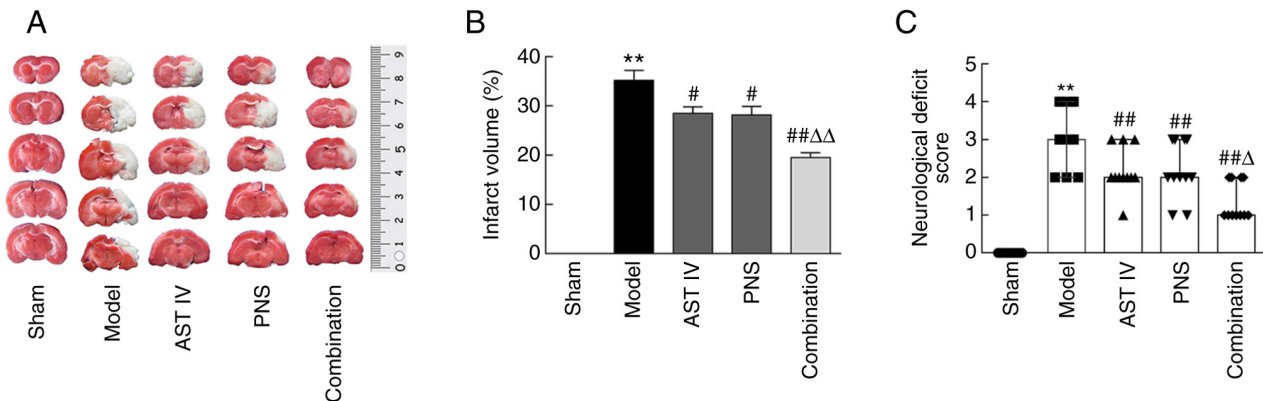 A
9
8
7
6
5
4
3
2
1
0
Sham
Model
AST IV
PNS
Combination
B
Infarct volume (%)
40
30
20
10
0
**
#
#
##ΔΔ
Sham
Model
AST IV
PNS
Combination
C
Neurological deficit
score
5
4
3
2
1
0
**
##
##
##Δ
Sham
Model
AST IV
PNS
Combination